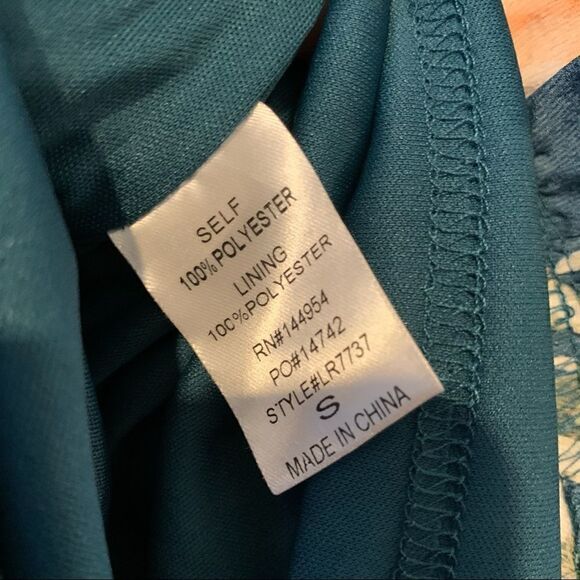 SELF
100%POLYESTER
LINING
100%POLYESTER
RN#144954
PO#14742
STYLE#LR7737
S
MADE IN CHINA